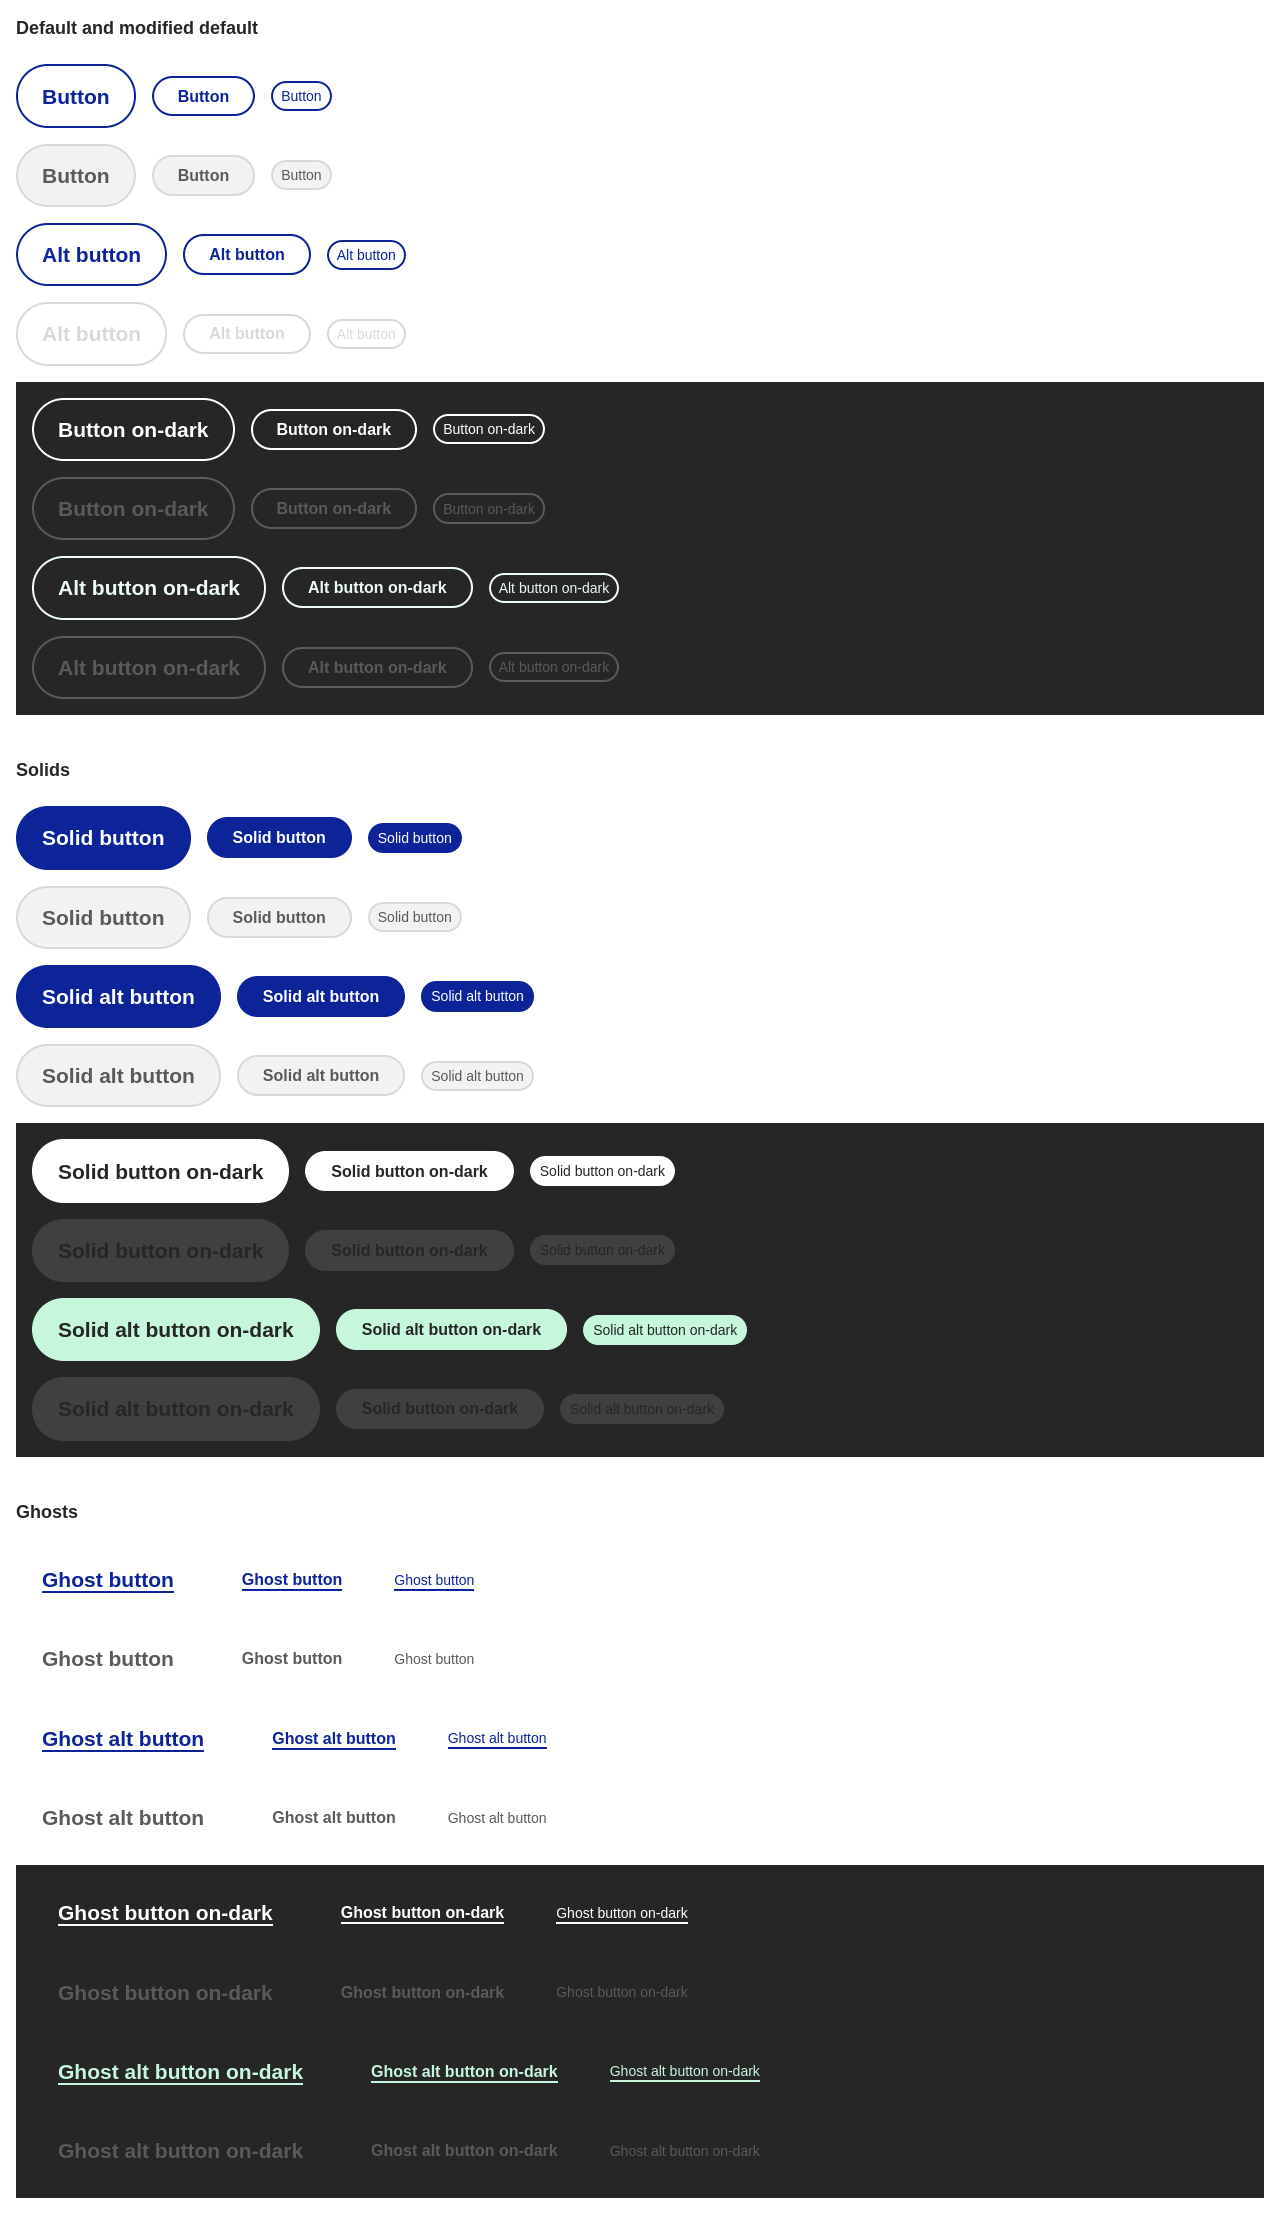 Default and modified default
Button Button Button
Button Button Button
Alt button Alt button Alt button
Alt button Alt button Alt button
Button on-dark Button on-dark Button on-dark
Button on-dark Button on-dark Button on-dark
Alt button on-dark Alt button on-dark Alt button on-dark
Alt button on-dark Alt button on-dark Alt button on-dark
Solids
Solid button Solid button Solid button
Solid button Solid button Solid button
Solid alt button Solid alt button Solid alt button
Solid alt button Solid alt button Solid alt button
Solid button on-dark Solid button on-dark Solid button on-dark
Solid button on-dark Solid button on-dark Solid button on-dark
Solid alt button on-dark Solid alt button on-dark Solid alt button on-dark
Solid alt button on-dark Solid button on-dark Solid alt button on-dark
Ghosts
Ghost button Ghost button Ghost button
Ghost button Ghost button Ghost button
Ghost alt button Ghost alt button Ghost alt button
Ghost alt button Ghost alt button Ghost alt button
Ghost button on-dark Ghost button on-dark Ghost button on-dark
Ghost button on-dark Ghost button on-dark Ghost button on-dark
Ghost alt button on-dark Ghost alt button on-dark Ghost alt button on-dark
Ghost alt button on-dark Ghost alt button on-dark Ghost alt button on-dark